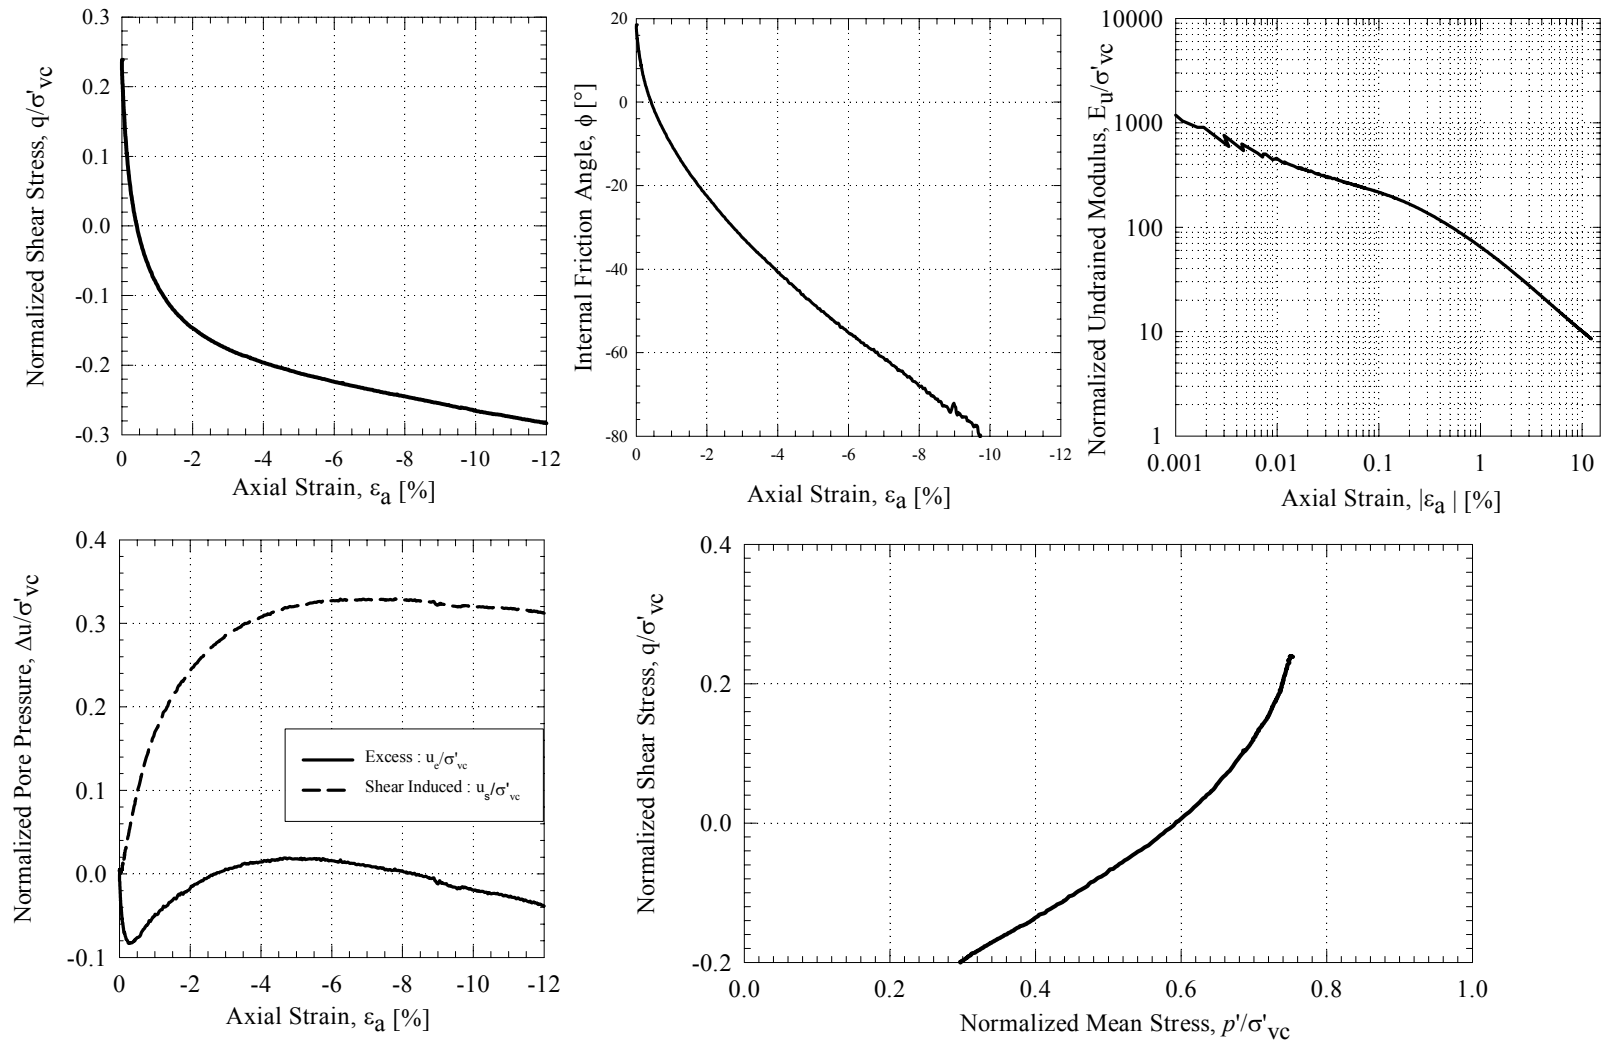 Normalized Shear Stress, q/σ'vc
0.3
0.2
0.1
0.0
-0.1
-0.2
-0.3
0 -2 -4 -6 -8 -10 -12
Axial Strain, εa [%]
Internal Friction Angle, ϕ [°]
20
0
-20
-40
-60
-80
0 -2 -4 -6 -8 -10 -12
Axial Strain, εa [%]
Normalized Undrained Modulus, Eu/σ'vc
10000
1000
100
10
1
0.001 0.01 0.1 1 10
Axial Strain, |εa | [%]
Normalized Pore Pressure, Δu/σ'vc
0.4
0.3
0.2
0.1
0.0
-0.1
Excess : ue/σ'vc
Shear Induced : us/σ'vc
0 -2 -4 -6 -8 -10 -12
Axial Strain, εa [%]
Normalized Shear Stress, q/σ'vc
0.4
0.2
0.0
-0.2
0.0 0.2 0.4 0.6 0.8 1.0
Normalized Mean Stress, p'/σ'vc